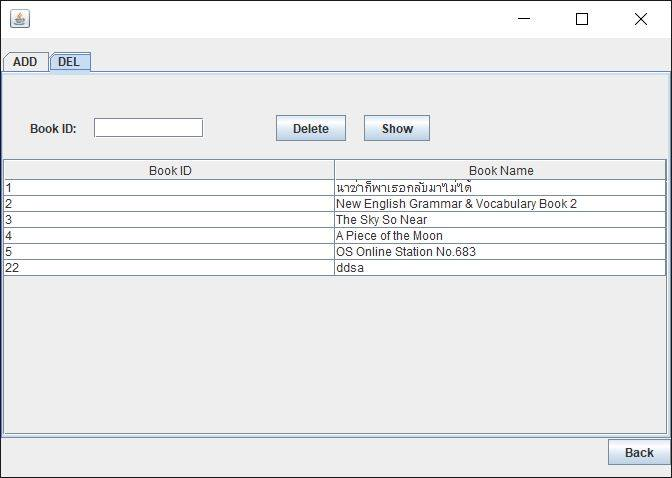 ADD DEL
Book ID: Delete Show
Book ID Book Name
1 นาซ่าก็พาเธอกลับมาไม่ได้
2 New English Grammar & Vocabulary Book 2
3 The Sky So Near
4 A Piece of the Moon
5 OS Online Station No.683
22 ddsa
Back